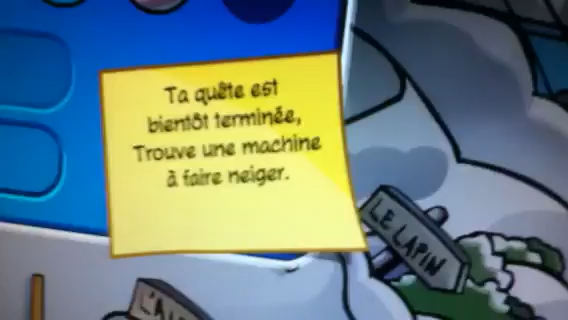 Ta quête est
bientôt terminée,
Trouve une machine
à faire neiger.
LE LAPIN